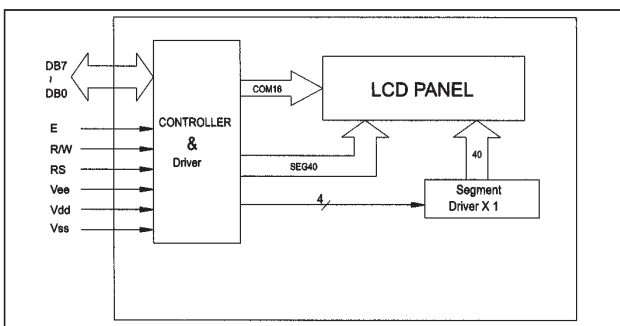 DB7
~
DB0
E
R/W
RS
Vee
Vdd
Vss
CONTROLLER
&
Driver
COM16
SEG40
4
LCD PANEL
40
Segment
Driver X 1